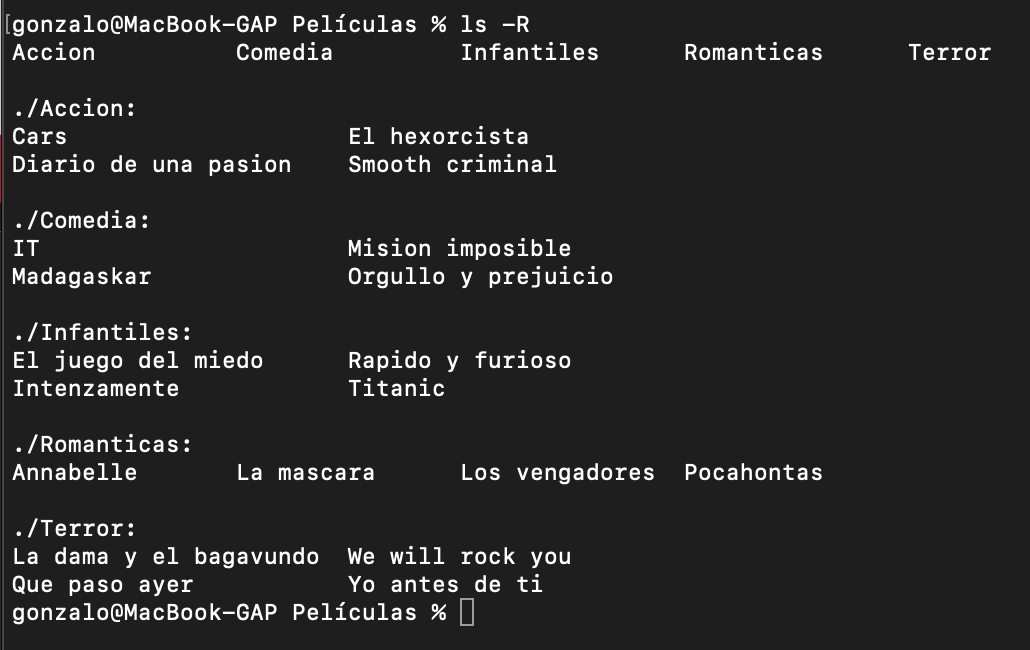 [gonzalo@MacBook-GAP Películas % ls -R
Accion Comedia Infantiles Romanticas Terror
./Accion:
Cars El hexorcista
Diario de una pasion Smooth criminal
./Comedia:
IT Mision imposible
Madagaskar Orgullo y prejuicio
./Infantiles:
El juego del miedo Rapido y furioso
Intenzamente Titanic
./Romanticas:
Annabelle La mascara Los vengadores Pocahontas
./Terror:
La dama y el bagavundo We will rock you
Que paso ayer Yo antes de ti
gonzalo@MacBook-GAP Películas %